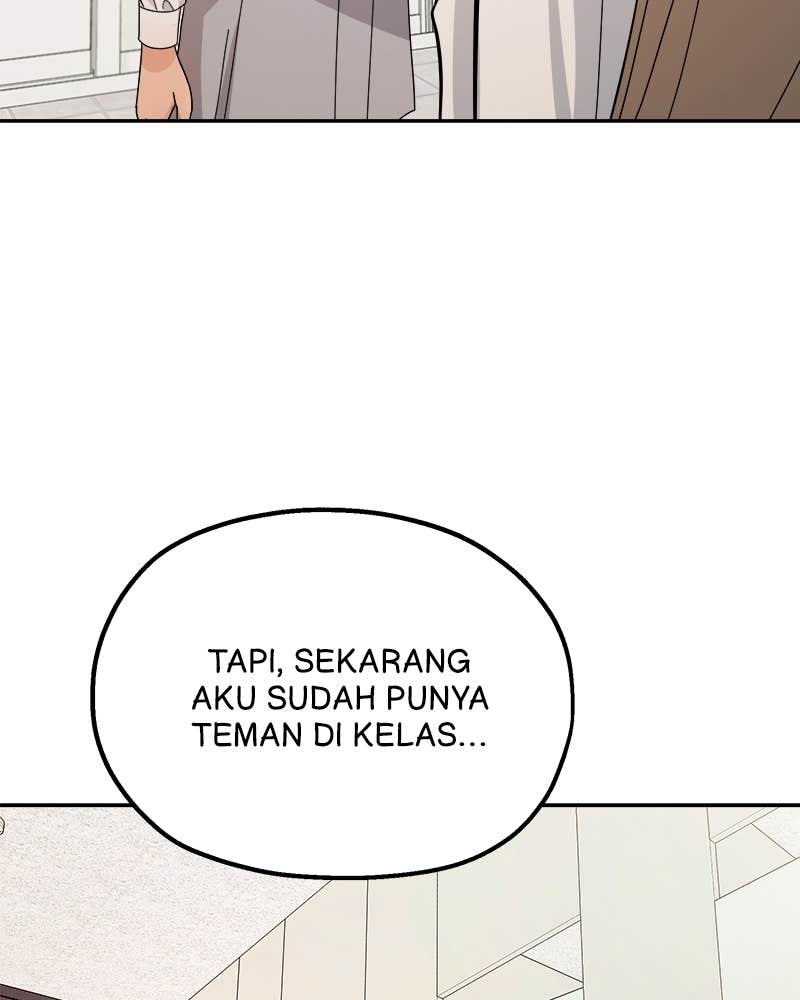 TAPI, SEKARANG
AKU SUDAH PUNYA
TEMAN DI KELAS...